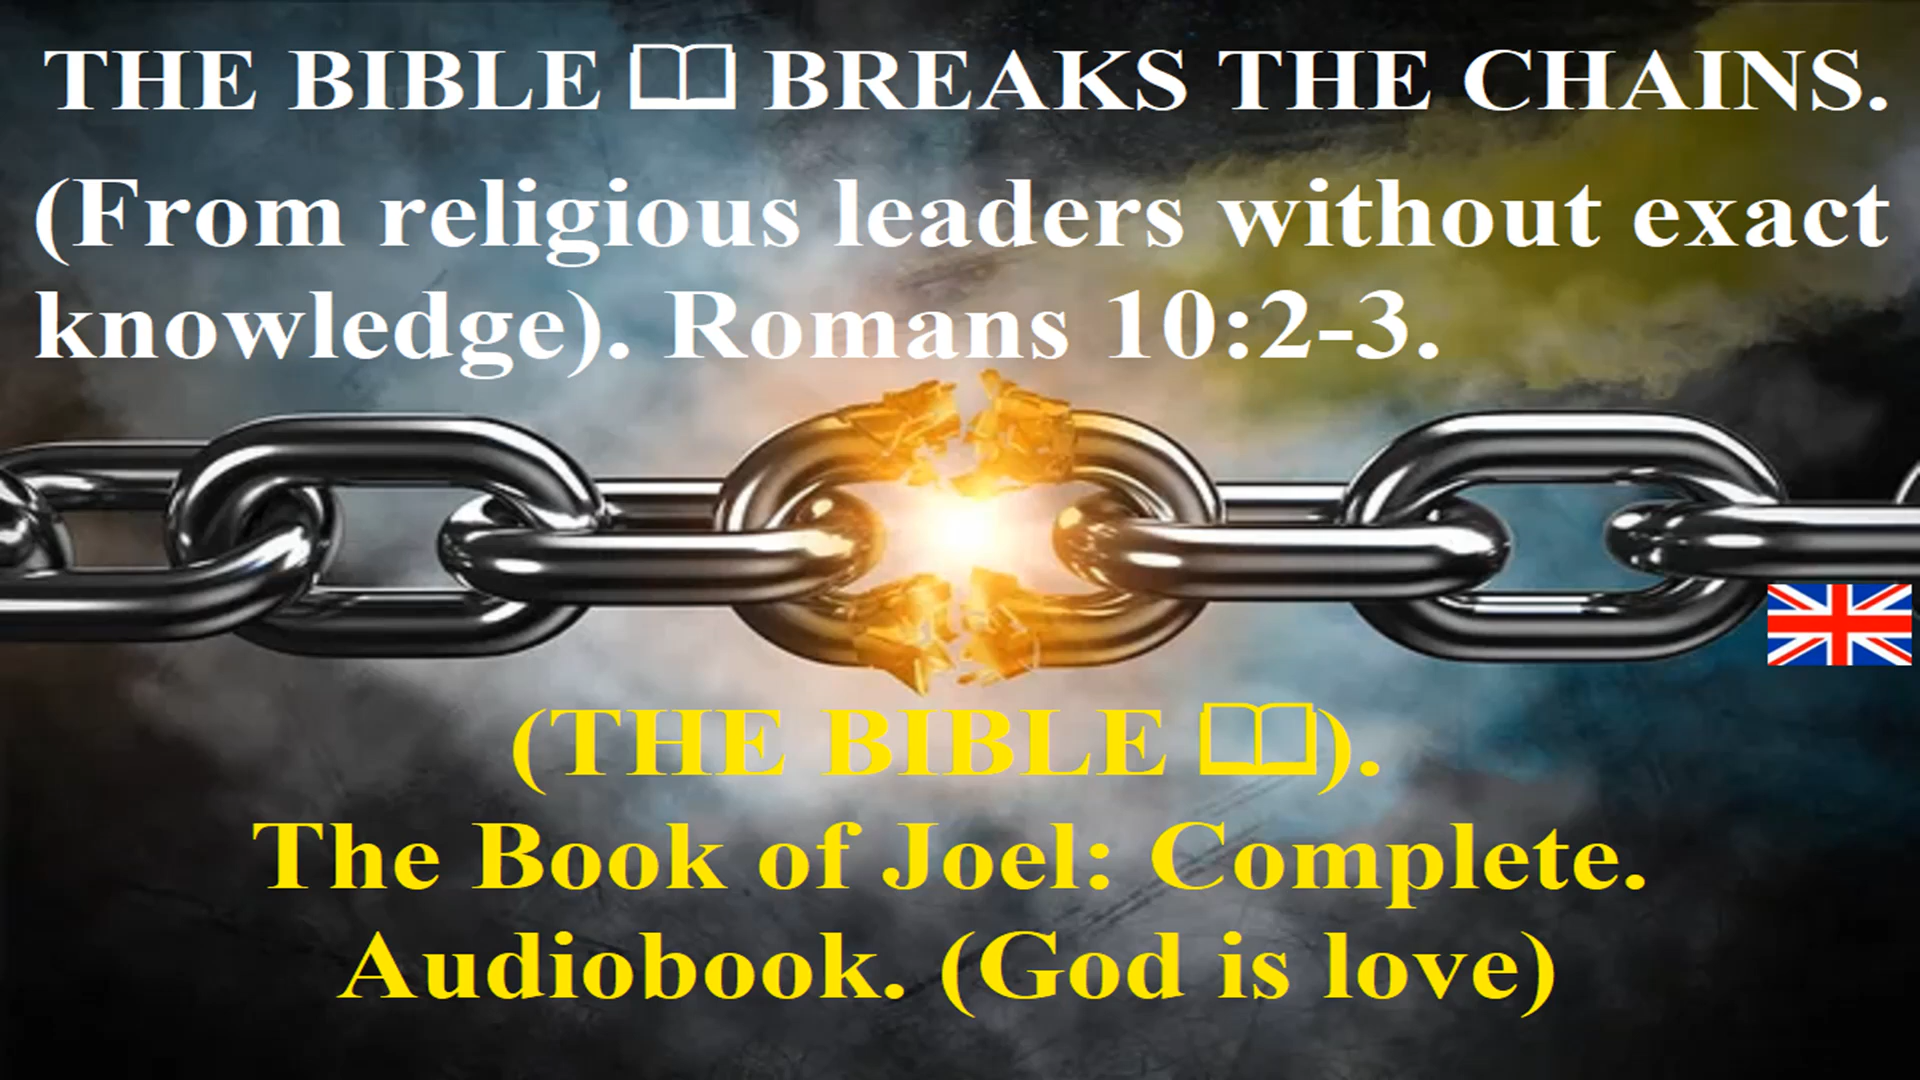 THE BIBLE 📖 BREAKS THE CHAINS.
(From religious leaders without exact
knowledge). Romans 10:2-3.
(THE BIBLE 📖).
The Book of Joel: Complete.
Audiobook. (God is love)